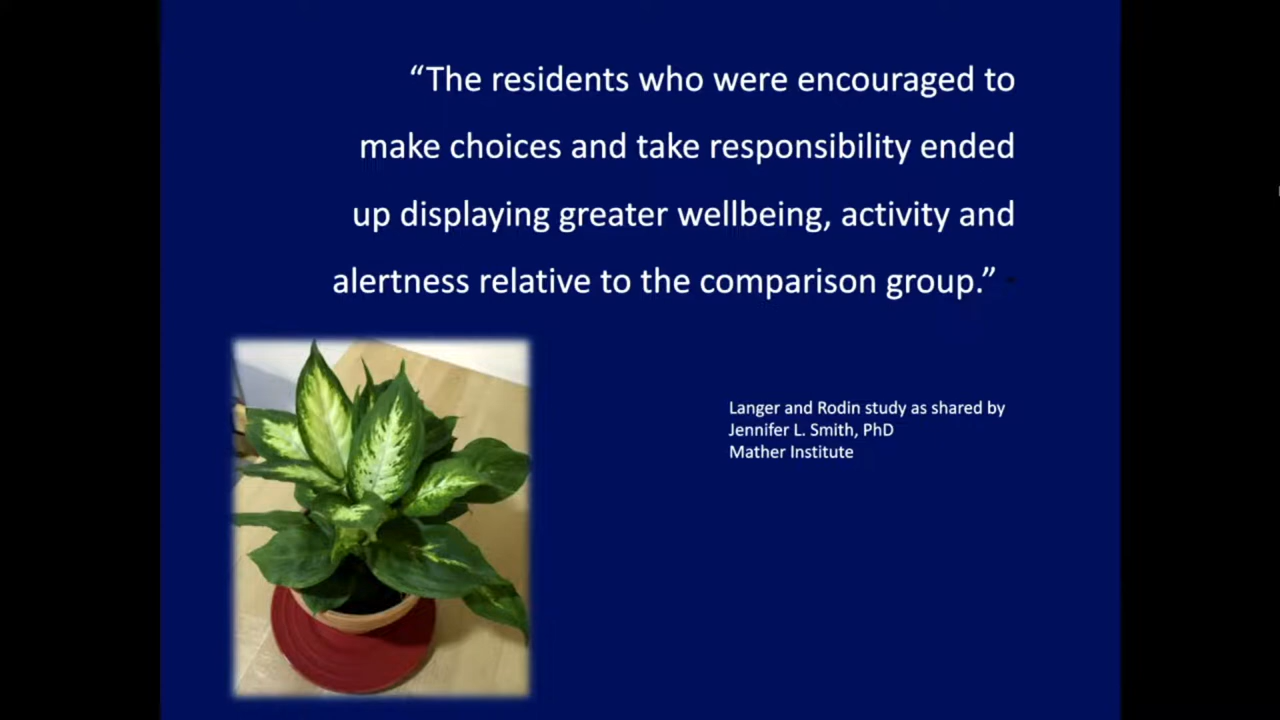 “The residents who were encouraged to
make choices and take responsibility ended
up displaying greater wellbeing, activity and
alertness relative to the comparison group.” -
Langer and Rodin study as shared by
Jennifer L. Smith, PhD
Mather Institute